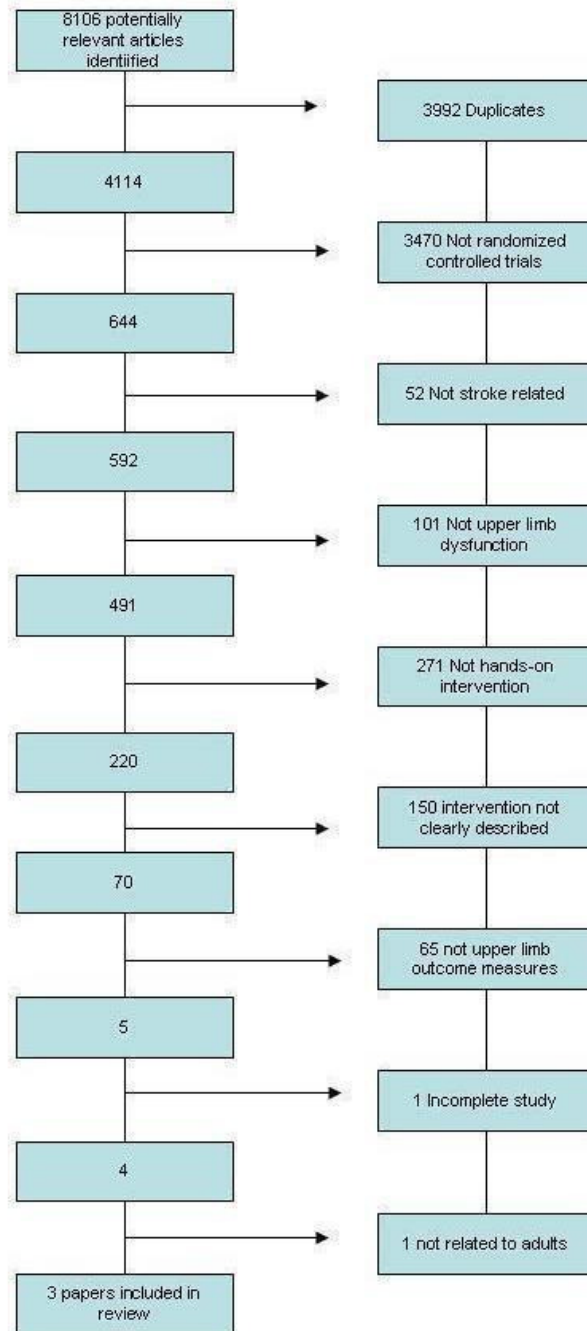 8106 potentially
relevant articles
identiified
3992 Duplicates
4114
3470 Not randomized
controlled trials
644
52 Not stroke related
592
101 Not upper limb
dysfunction
491
271 Not hands-on
intervention
220
150 intervention not
clearly described
70
65 not upper limb
outcome measures
5
1 Incomplete study
4
1 not related to adults
3 papers included in
review